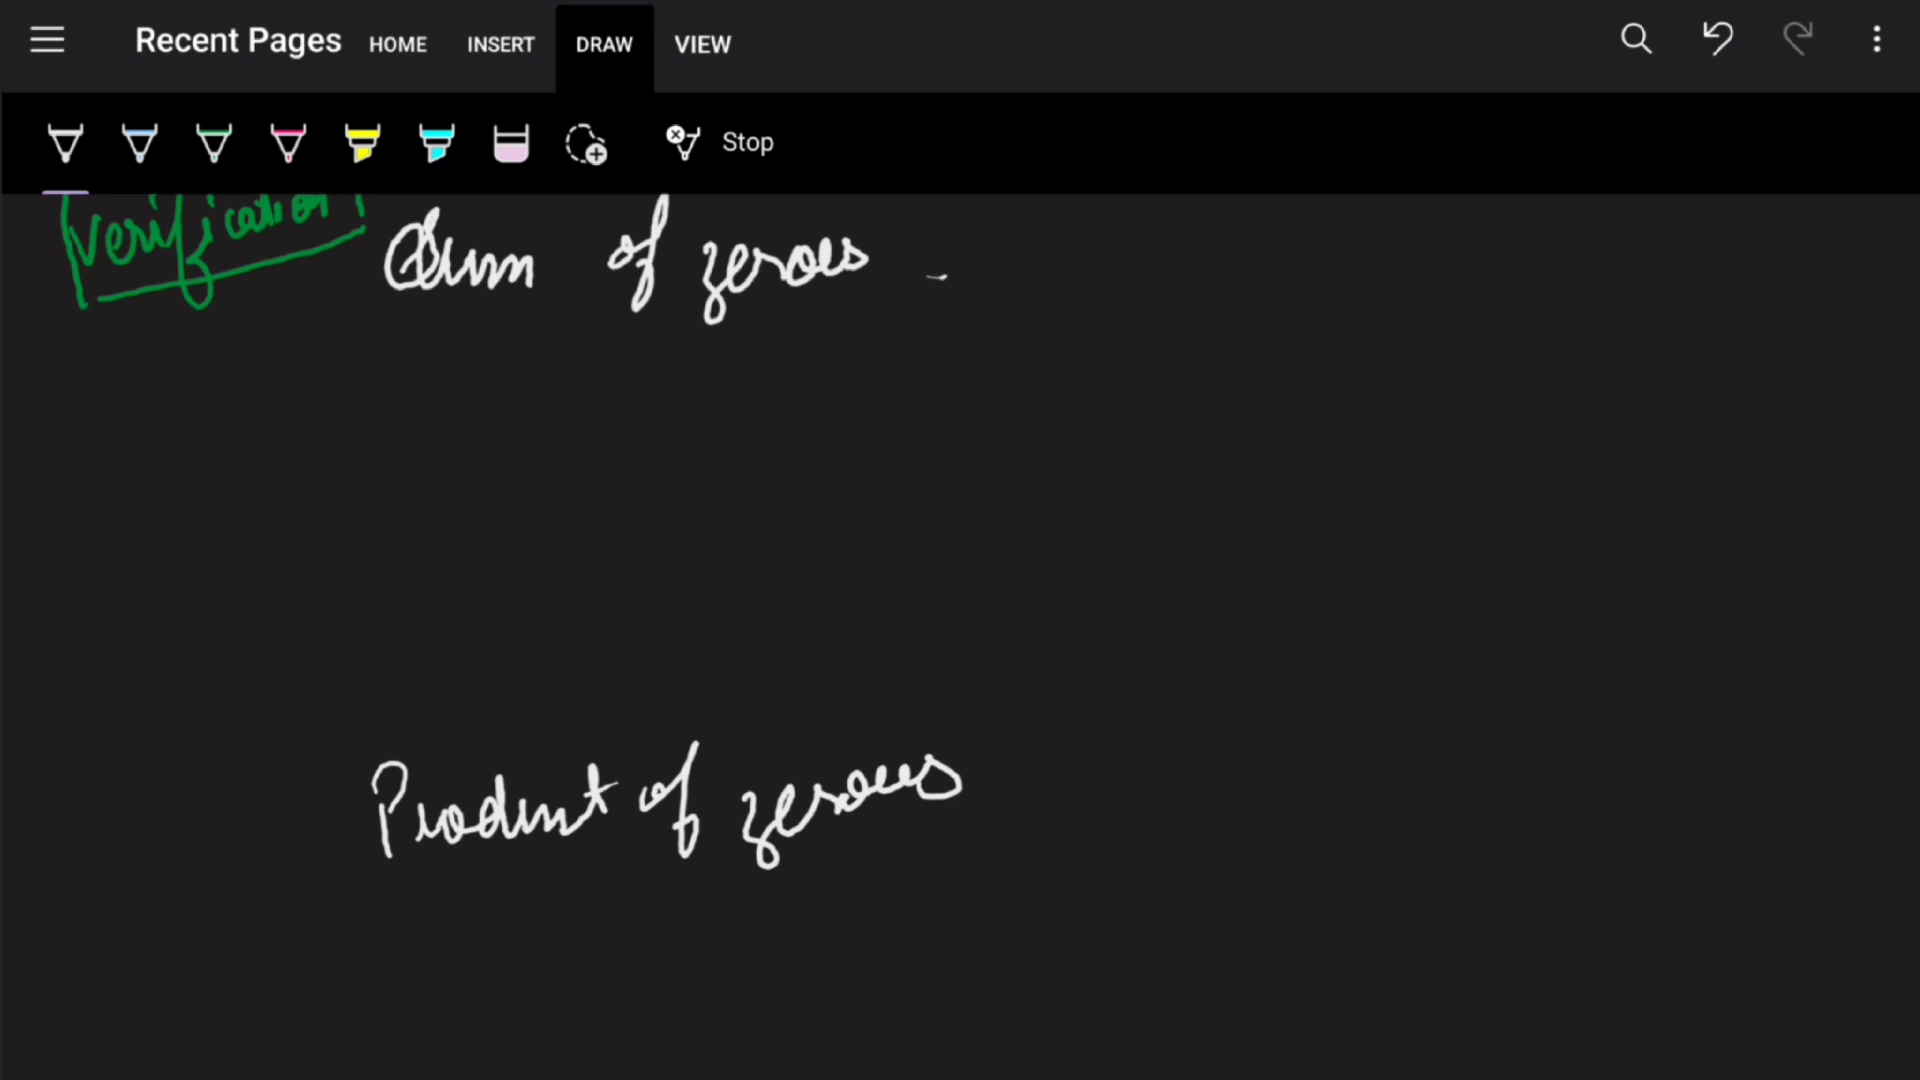 Recent Pages HOME INSERT DRAW VIEW
Stop
Verification
Sum of zeroes -
Product of zeroes